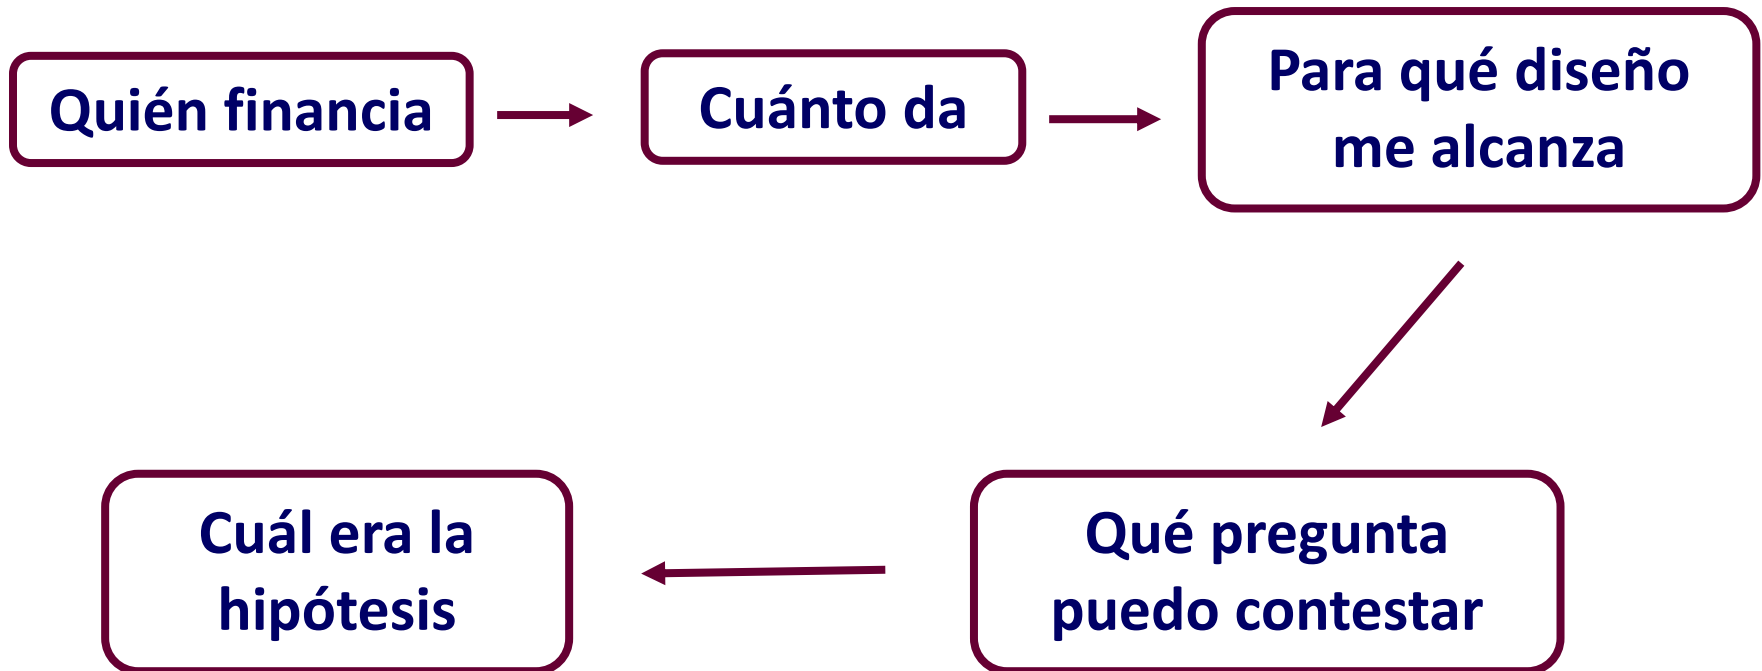 Quién financia
Cuánto da
Para qué diseño
me alcanza
Qué pregunta
puedo contestar
Cuál era la
hipótesis